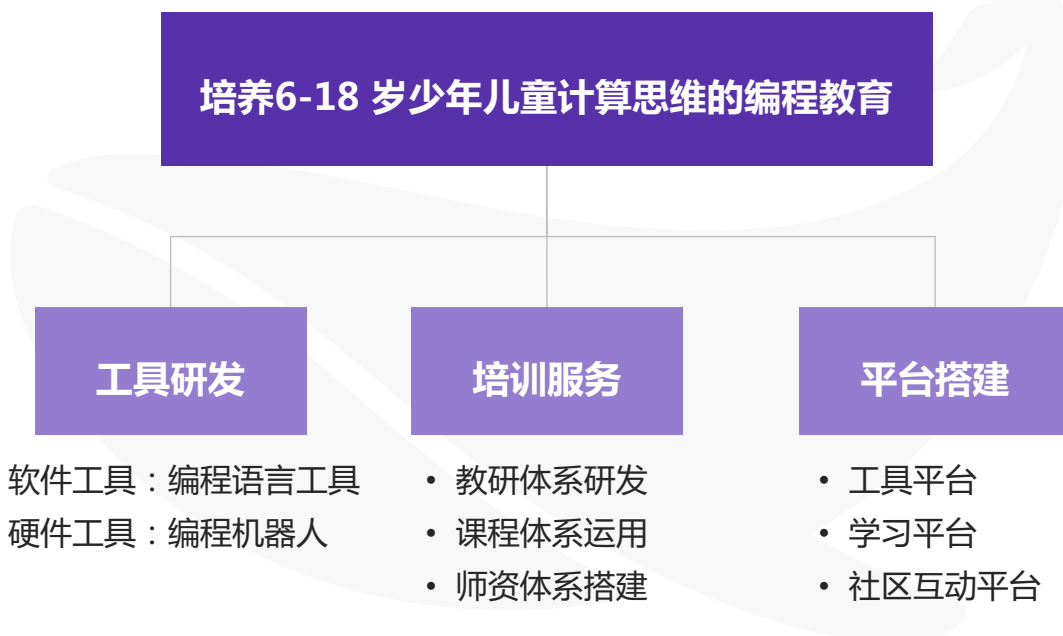 培养6-18 岁少年儿童计算思维的编程教育
工具研发
软件工具：编程语言工具
硬件工具：编程机器人
培训服务
• 教研体系研发
• 课程体系运用
• 师资体系搭建
平台搭建
• 工具平台
• 学习平台
• 社区互动平台